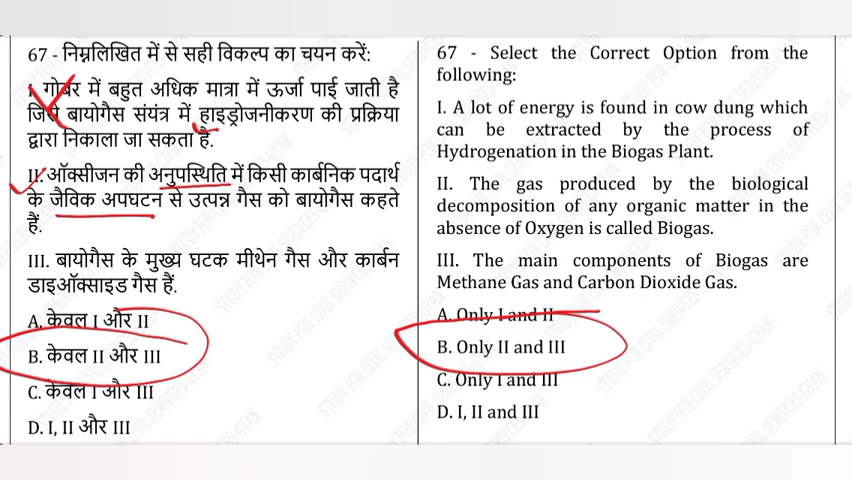 67 - निम्नलिखित में से सही विकल्प का चयन करें:
I. गोबर में बहुत अधिक मात्रा में ऊर्जा पाई जाती है
जिसे बायोगैस संयंत्र में हाइड्रोजनीकरण की प्रक्रिया
द्वारा निकाला जा सकता है.
II. ऑक्सीजन की अनुपस्थिति में किसी कार्बनिक पदार्थ
के जैविक अपघटन से उत्पन्न गैस को बायोगैस कहते
हैं.
III. बायोगैस के मुख्य घटक मीथेन गैस और कार्बन
डाइऑक्साइड गैस हैं.
A. केवल I और II
B. केवल II और III
C. केवल I और III
D. I, II और III
67 - Select the Correct Option from the
following:
I. A lot of energy is found in cow dung which
can be extracted by the process of
Hydrogenation in the Biogas Plant.
II. The gas produced by the biological
decomposition of any organic matter in the
absence of Oxygen is called Biogas.
III. The main components of Biogas are
Methane Gas and Carbon Dioxide Gas.
A. Only I and II
B. Only II and III
C. Only I and III
D. I, II and III